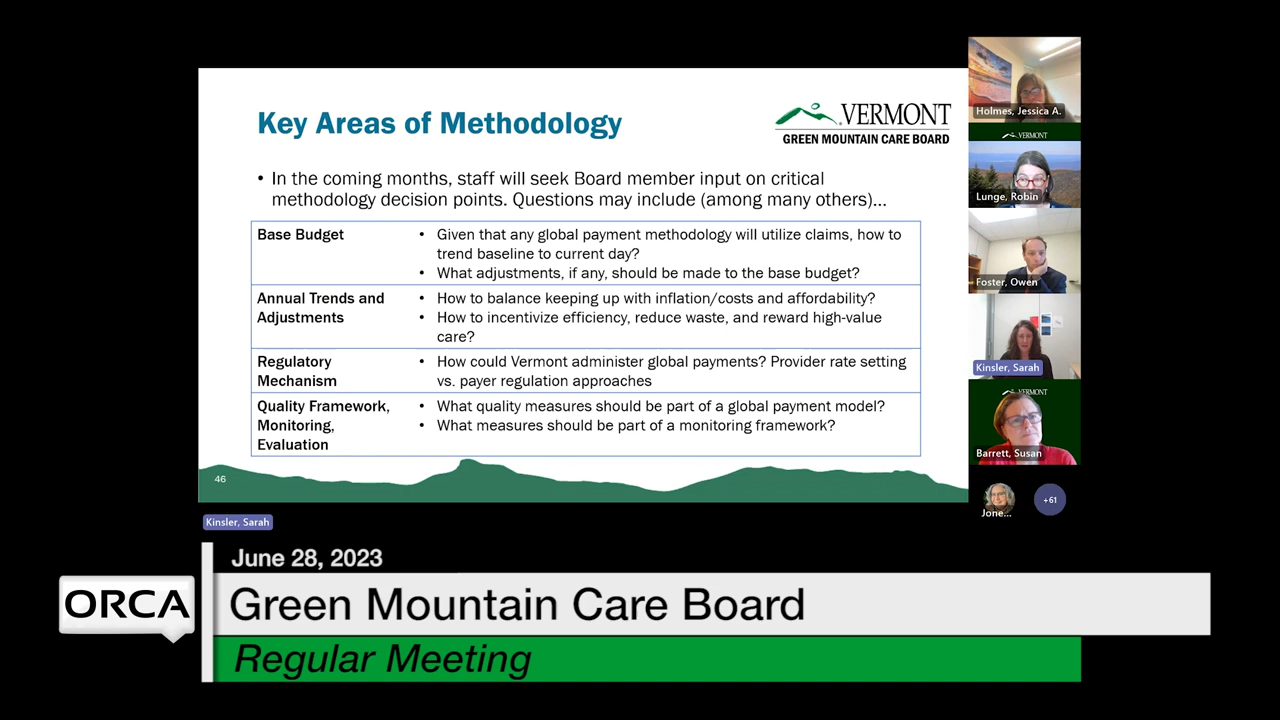 Key Areas of Methodology
VERMONT
GREEN MOUNTAIN CARE BOARD
• In the coming months, staff will seek Board member input on critical
methodology decision points. Questions may include (among many others)...
Base Budget
• Given that any global payment methodology will utilize claims, how to
trend baseline to current day?
• What adjustments, if any, should be made to the base budget?
Annual Trends and
Adjustments
• How to balance keeping up with inflation/costs and affordability?
• How to incentivize efficiency, reduce waste, and reward high-value
care?
Regulatory
Mechanism
• How could Vermont administer global payments? Provider rate setting
vs. payer regulation approaches
Quality Framework,
Monitoring,
Evaluation
• What quality measures should be part of a global payment model?
• What measures should be part of a monitoring framework?
46
Holmes, Jessica A.
VERMONT
Lunge, Robin
Foster, Owen
Kinsler, Sarah
VERMONT
Barrett, Susan
Jone...
+61
Kinsler, Sarah
June 28, 2023
ORCA
Green Mountain Care Board
Regular Meeting